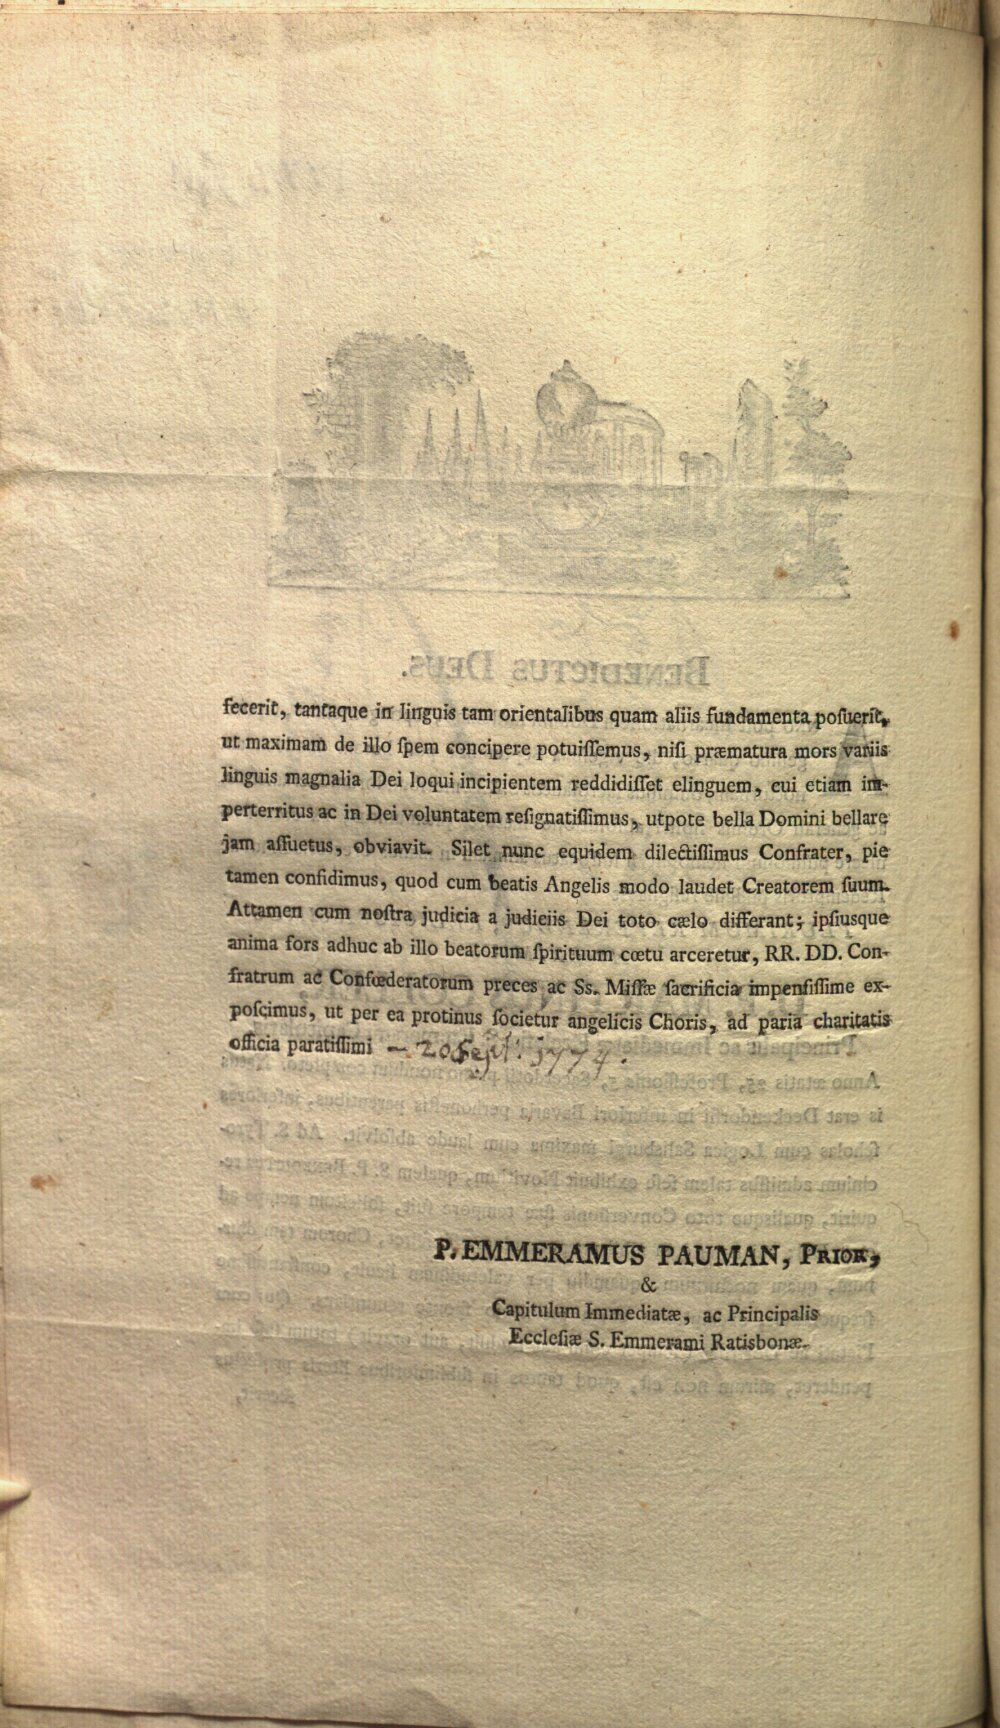 fecerit, tantaque in linguis tam orientalibus quam aliis fundamenta posuerit,
ut maximam de illo ſpem concipere potuiſſemus, niſi præmatura mors variis
linguis magnalia Dei loqui incipientem reddidiſſet elinguem, cui etiam im-
perterritus ac in Dei voluntatem reſignatiſſimus, utpote bella Domini bellare
jam aſſuetus, obviavit. Silet nunc equidem dilectiſſimus Confrater, pie
tamen confidimus, quod cum beatis Angelis modo laudet Creatorem ſuum.
Attamen cum noſtra judicia a judiciis Dei toto cælo differant; ipſiusque
anima fors adhuc ab illo beatorum ſpirituum cœtu arceretur, RR. DD. Con-
fratrum ac Confœderatorum preces ac Ss. Miſſæ ſacrificia impenſiſſime ex-
poſcimus, ut per ea protinus ſocietur angelicis Choris, ad paria charitatis
officia paratiſſimi — 20 Sept. 1774.
P. EMMERAMUS PAUMAN, PRIOR,
&
Capitulum Immediatæ, ac Principalis
Eccleſiæ S. Emmerami Ratisbonæ.